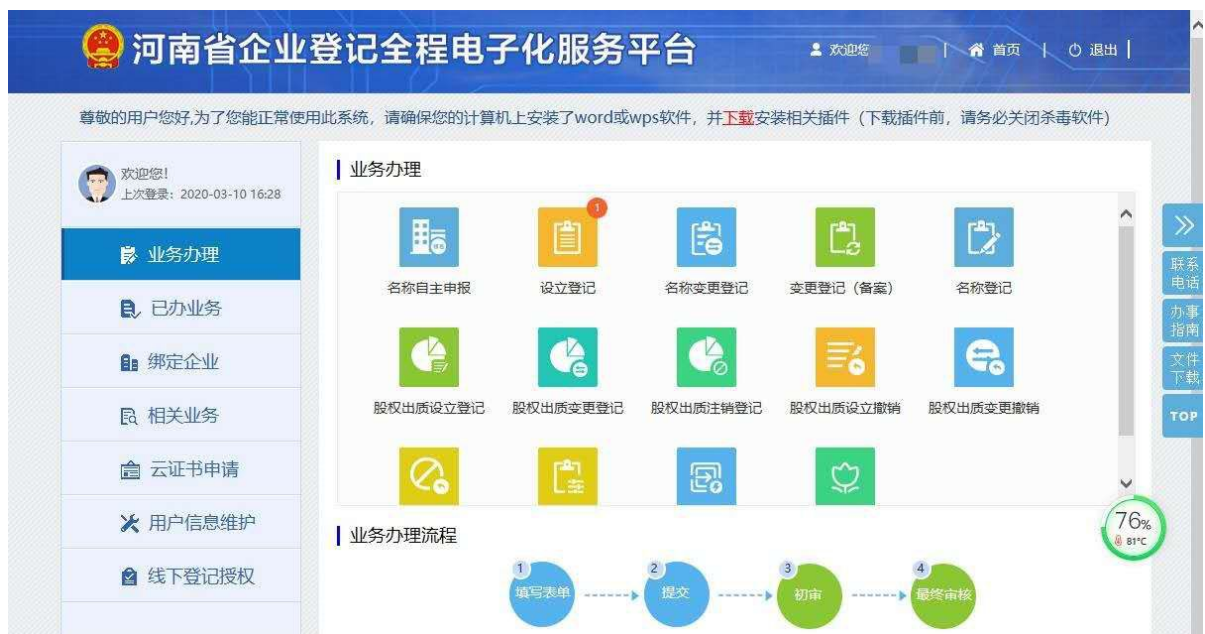 河南省企业登记全程电子化服务平台
欢迎您 | 首页 | 退出 |
尊敬的用户您好,为了您能正常使用此系统，请确保您的计算机上安装了word或wps软件，并下载安装相关插件（下载插件前，请务必关闭杀毒软件）
欢迎您!
上次登录：2020-03-10 16:28
业务办理
已办业务
绑定企业
相关业务
云证书申请
用户信息维护
线下登记授权
业务办理
1
名称自主申报 设立登记 名称变更登记 变更登记（备案） 名称登记
股权出质设立登记 股权出质变更登记 股权出质注销登记 股权出质设立撤销 股权出质变更撤销
业务办理流程
1 填写表单
2 提交
3 初审
4 最终审核
联系
电话
办事
指南
文件
下载
TOP
76%
81°C